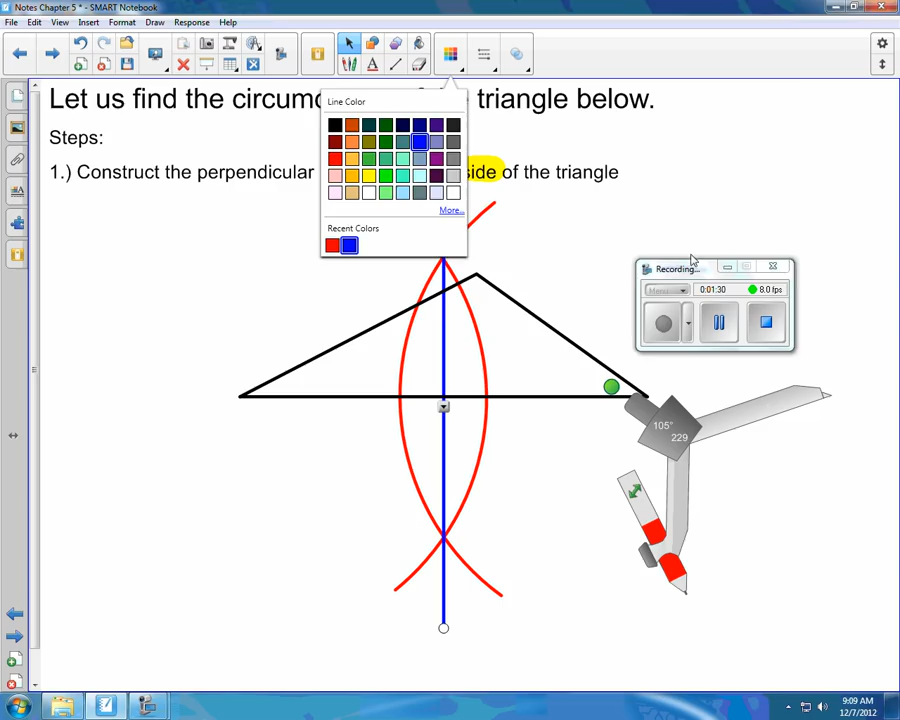 Notes Chapter 5 * - SMART Notebook
File Edit View Insert Format Draw Response Help
Let us find the circumc e triangle below.
Steps:
1.) Construct the perpendicular side of the triangle
Line Color
More...
Recent Colors
Recording...
Menu 0:01:30 8.0 fps
105°
229
9:09 AM
12/7/2012